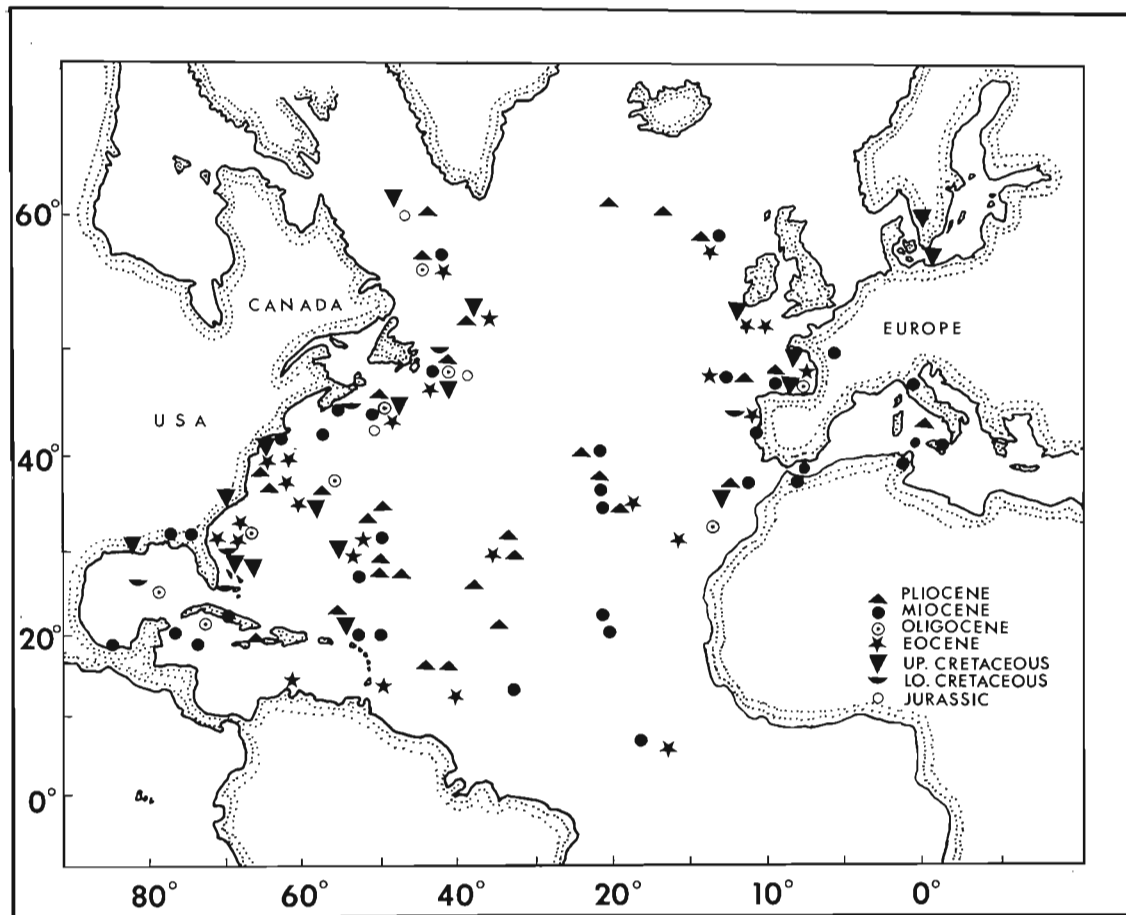 60°
CANADA
EUROPE
USA
40°
PLIOCENE
MIOCENE
OLIGOCENE
EOCENE
UP. CRETACEOUS
LO. CRETACEOUS
JURASSIC
20°
0°
80° 60° 40° 20° 10° 0°